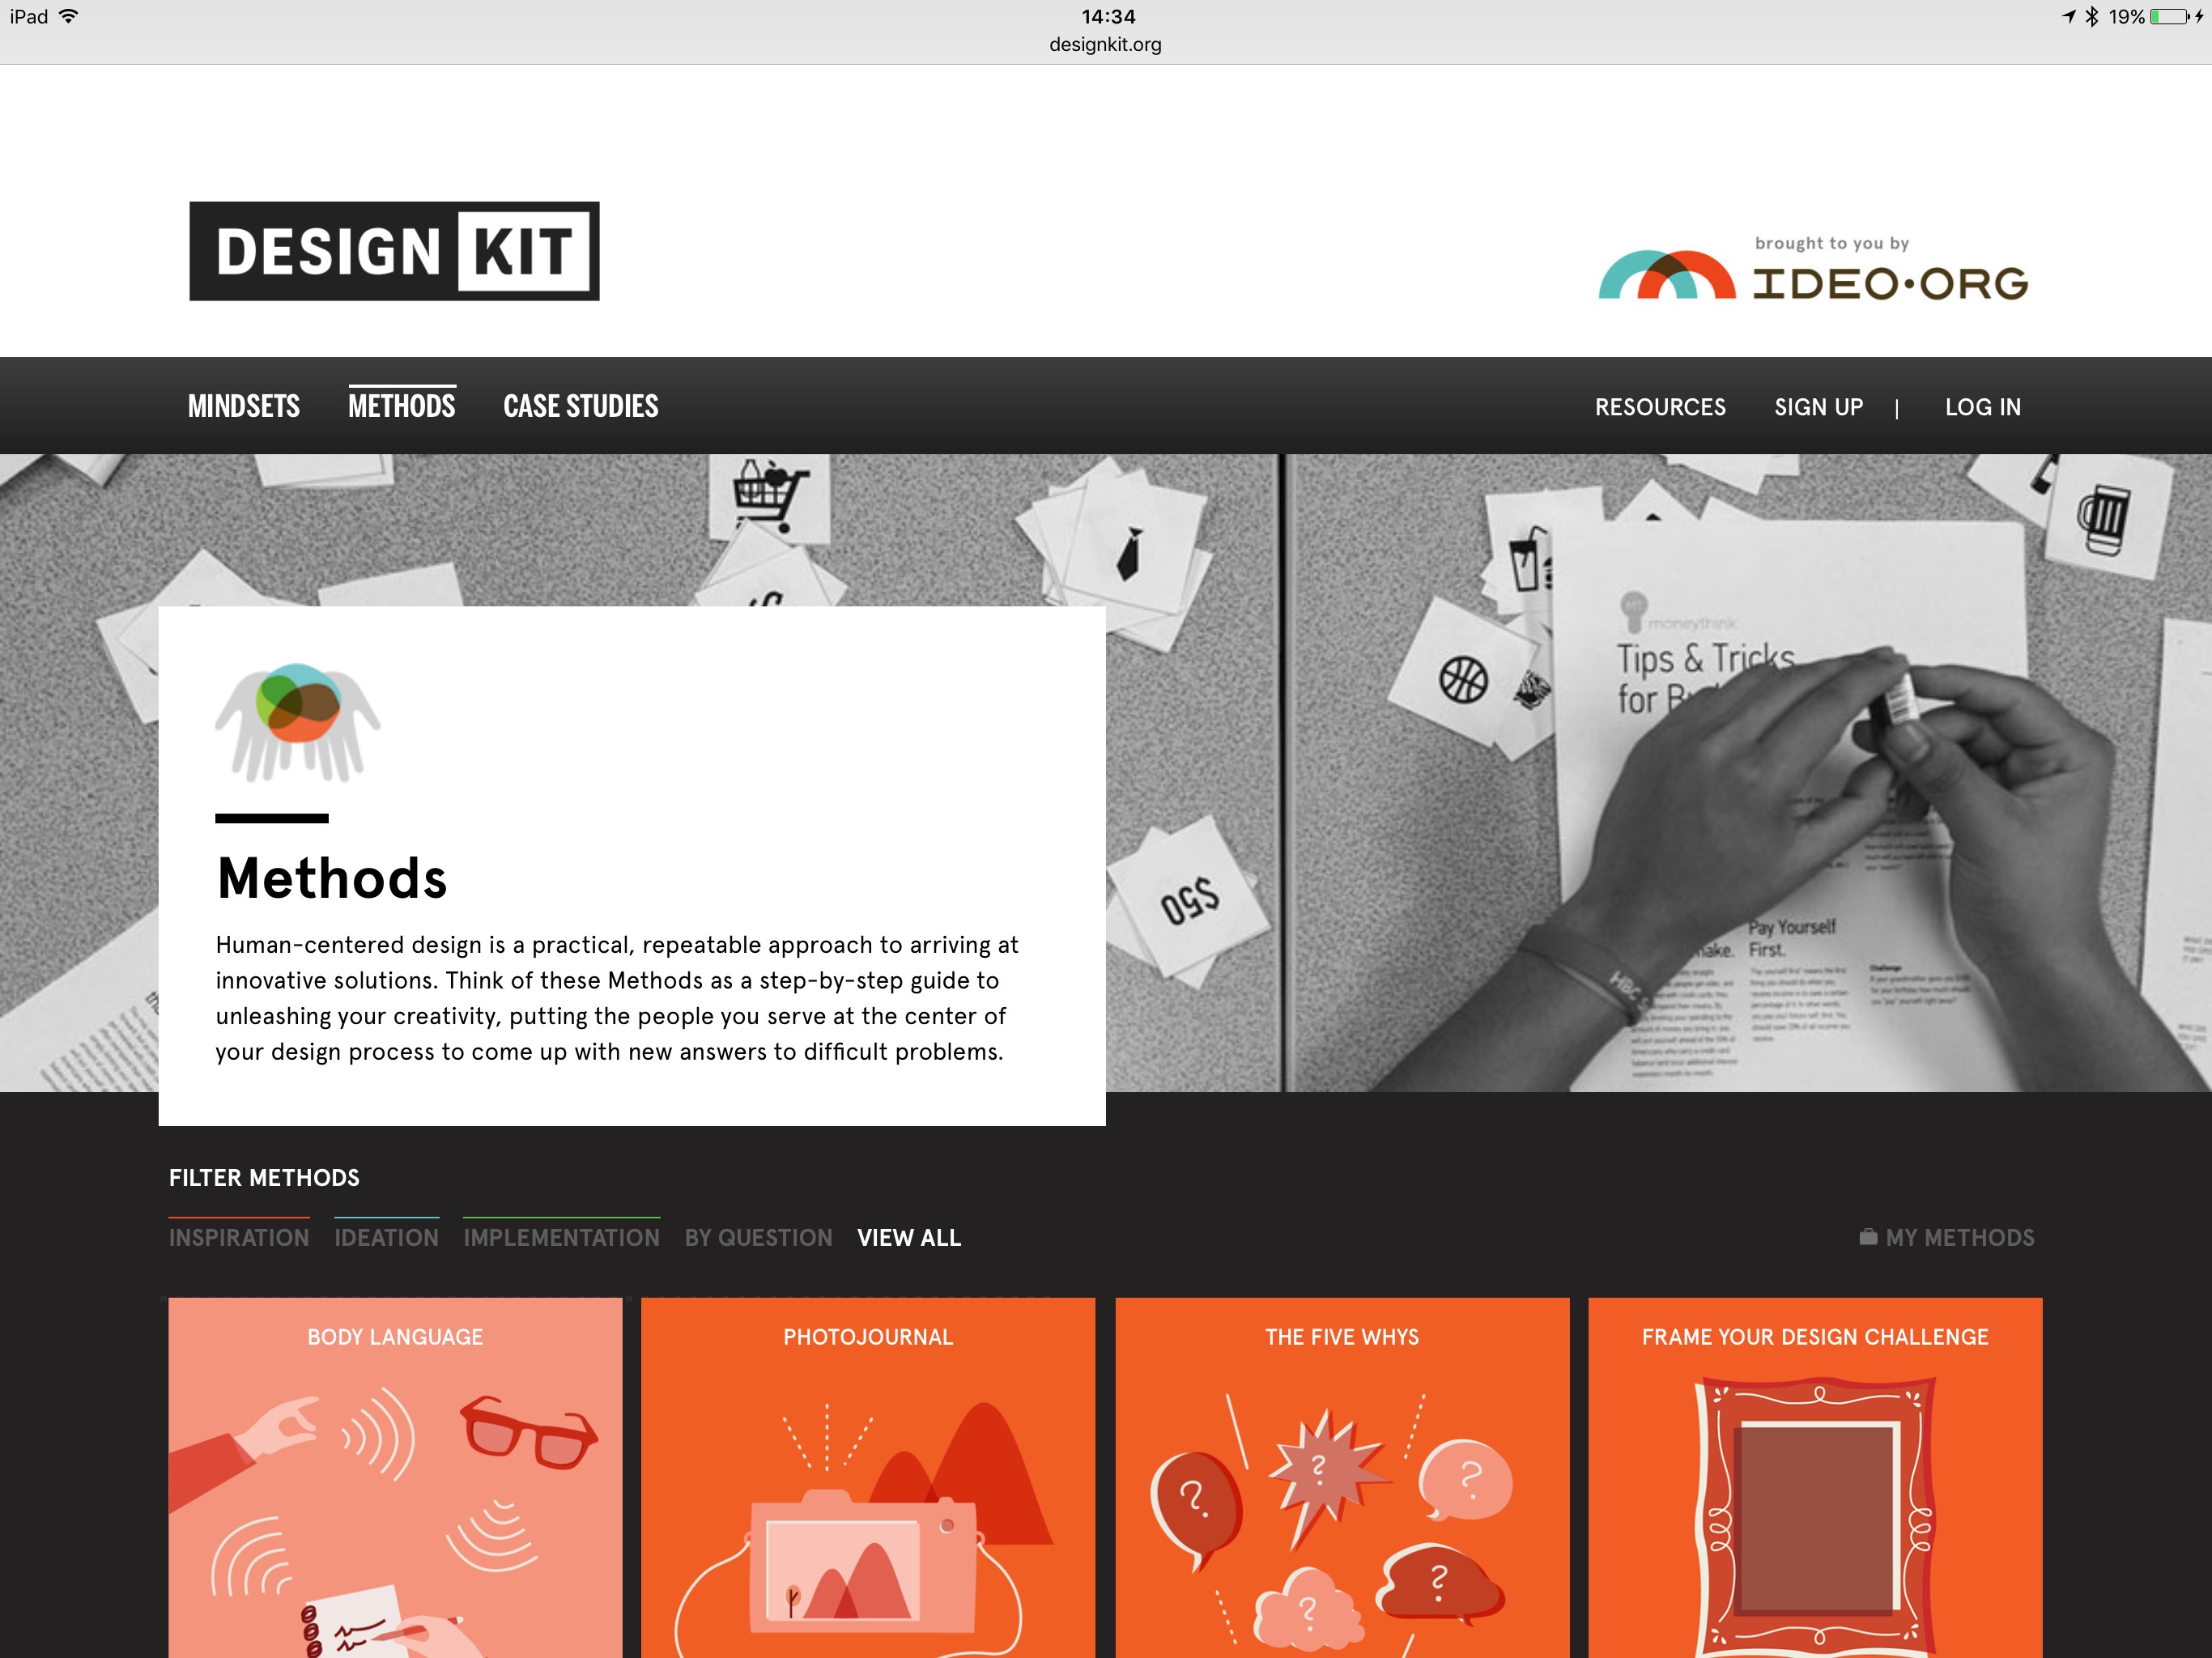 iPad 14:34 19%
designkit.org
DESIGN KIT
brought to you by
IDEO·ORG
MINDSETS METHODS CASE STUDIES RESOURCES SIGN UP | LOG IN
moneythink
Tips & Tricks
for
$50
Pay Yourself
First.
make.
Challenge
HBC
Methods
Human-centered design is a practical, repeatable approach to arriving at
innovative solutions. Think of these Methods as a step-by-step guide to
unleashing your creativity, putting the people you serve at the center of
your design process to come up with new answers to difficult problems.
FILTER METHODS
INSPIRATION IDEATION IMPLEMENTATION BY QUESTION VIEW ALL MY METHODS
BODY LANGUAGE PHOTOJOURNAL THE FIVE WHYS FRAME YOUR DESIGN CHALLENGE
? ? ?
? ?